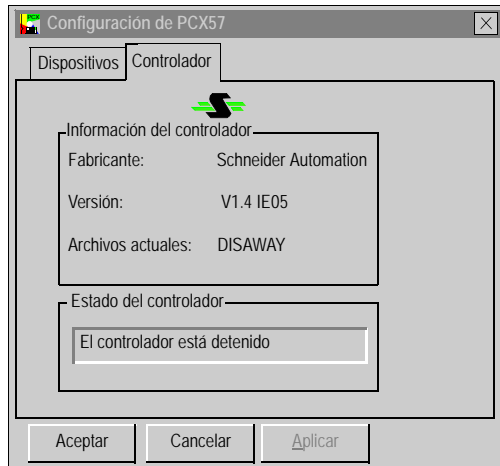 PCX
Configuración de PCX57
Dispositivos
Controlador
Información del controlador
Fabricante: Schneider Automation
Versión: V1.4 IE05
Archivos actuales: DISAWAY
Estado del controlador
El controlador está detenido
Aceptar
Cancelar
Aplicar